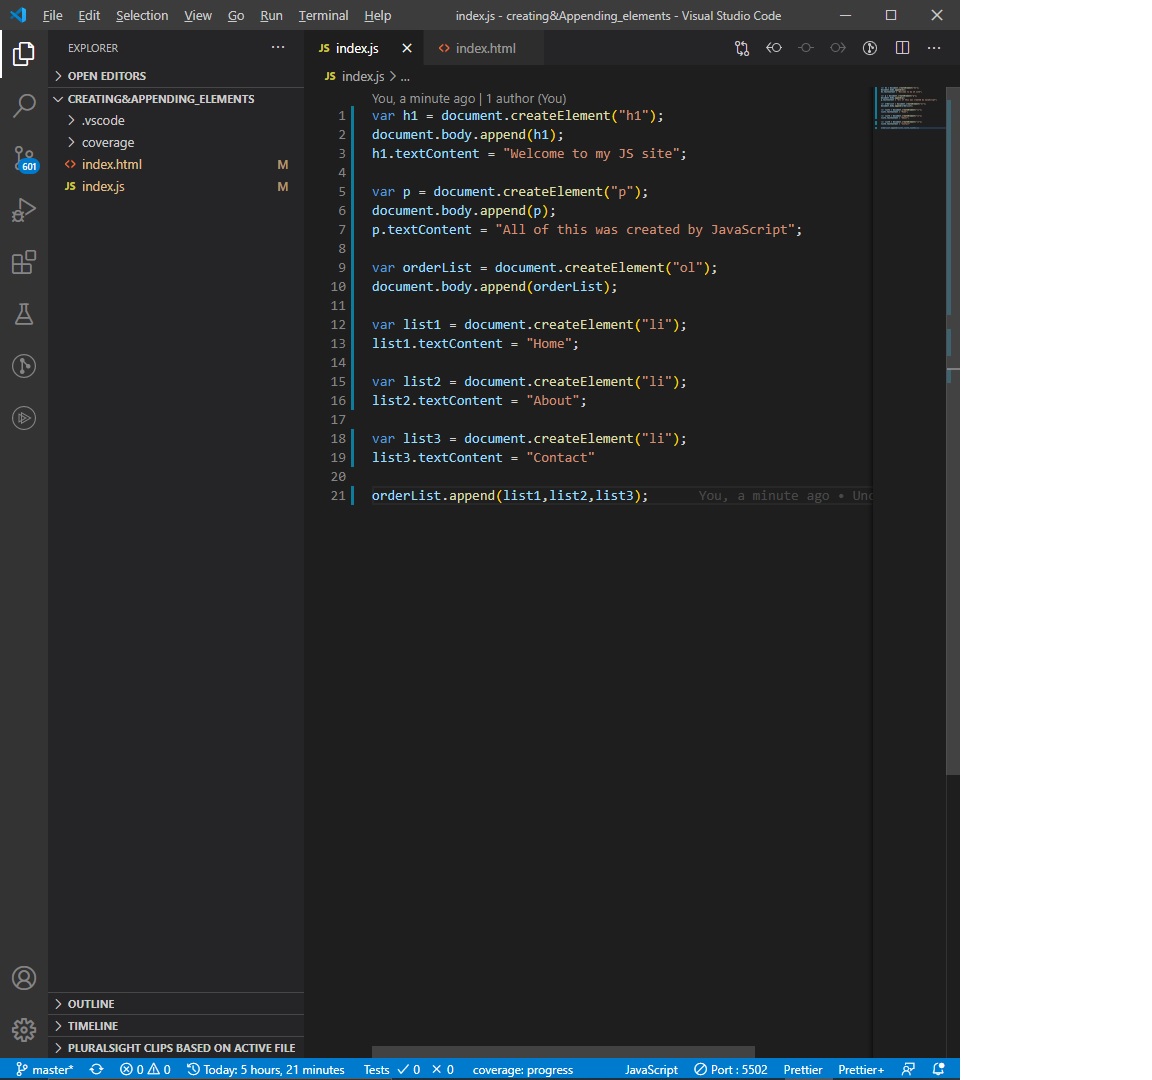 File Edit Selection View Go Run Terminal Help index.js - creating&Appending_elements - Visual Studio Code
EXPLORER ...
OPEN EDITORS
CREATING&APPENDING_ELEMENTS
.vscode
coverage
index.html M
index.js M
601
OUTLINE
TIMELINE
PLURALSIGHT CLIPS BASED ON ACTIVE FILE
JS index.js index.html
JS index.js > ...
You, a minute ago | 1 author (You)
1 var h1 = document.createElement("h1");
2 document.body.append(h1);
3 h1.textContent = "Welcome to my JS site";
4
5 var p = document.createElement("p");
6 document.body.append(p);
7 p.textContent = "All of this was created by JavaScript";
8
9 var orderList = document.createElement("ol");
10 document.body.append(orderList);
11
12 var list1 = document.createElement("li");
13 list1.textContent = "Home";
14
15 var list2 = document.createElement("li");
16 list2.textContent = "About";
17
18 var list3 = document.createElement("li");
19 list3.textContent = "Contact"
20
21 orderList.append(list1,list2,list3); You, a minute ago • Unc
master* 0 0 Today: 5 hours, 21 minutes Tests 0 0 coverage: progress JavaScript Port : 5502 Prettier Prettier+